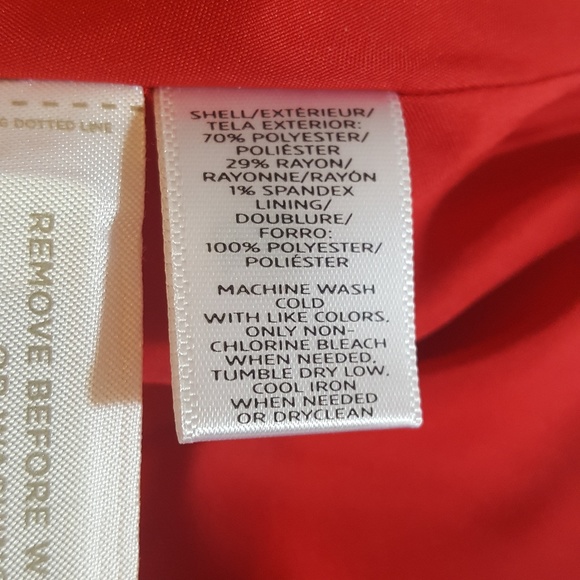 SHELL/EXTÉRIEUR/
TELA EXTERIOR:
70% POLYESTER/
POLIÉSTER
29% RAYON/
RAYONNE/RAYÓN
1% SPANDEX
LINING/
DOUBLURE/
FORRO:
100% POLYESTER/
POLIÉSTER
MACHINE WASH
COLD
WITH LIKE COLORS.
ONLY NON-
CHLORINE BLEACH
WHEN NEEDED.
TUMBLE DRY LOW.
COOL IRON
WHEN NEEDED
OR DRYCLEAN
DOTTED LINE
REMOVE BEFORE W